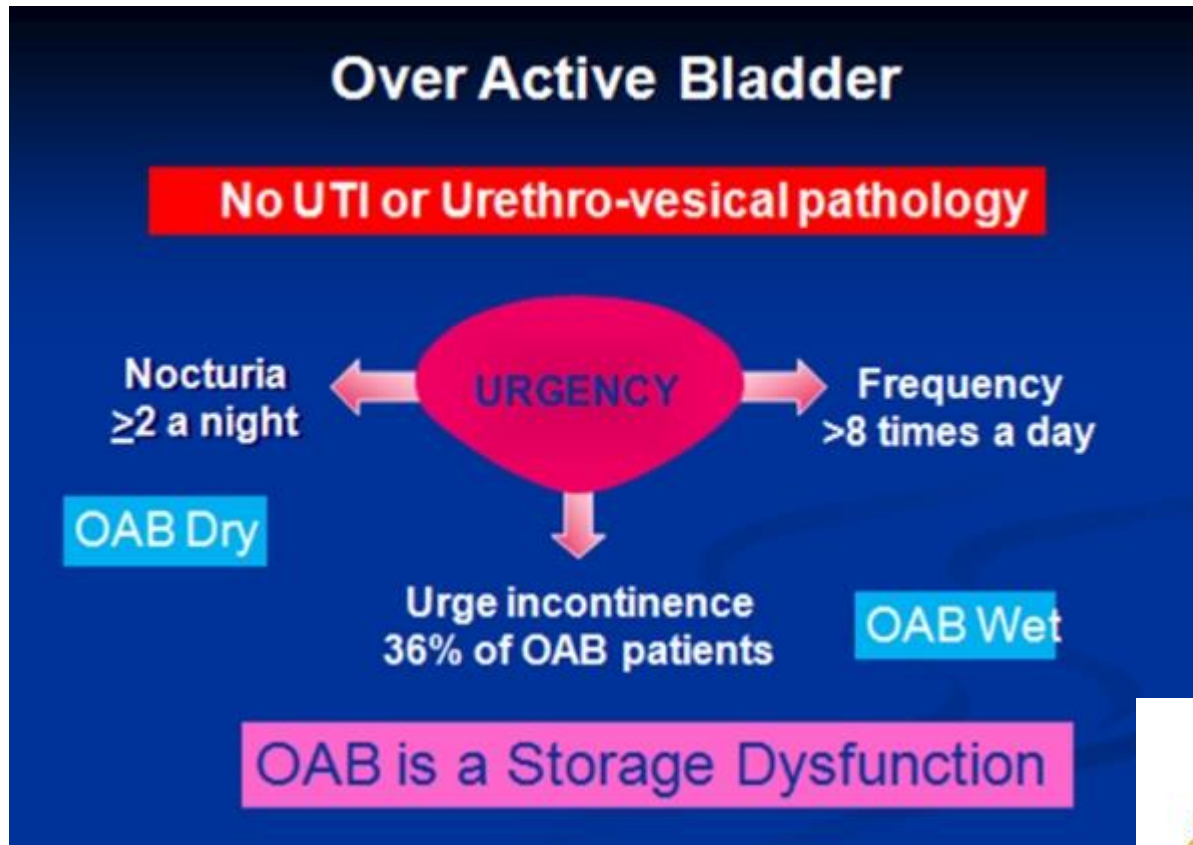 Over Active Bladder
No UTI or Urethro-vesical pathology
Nocturia
≥2 a night
URGENCY
Frequency
>8 times a day
OAB Dry
Urge incontinence
36% of OAB patients
OAB Wet
OAB is a Storage Dysfunction